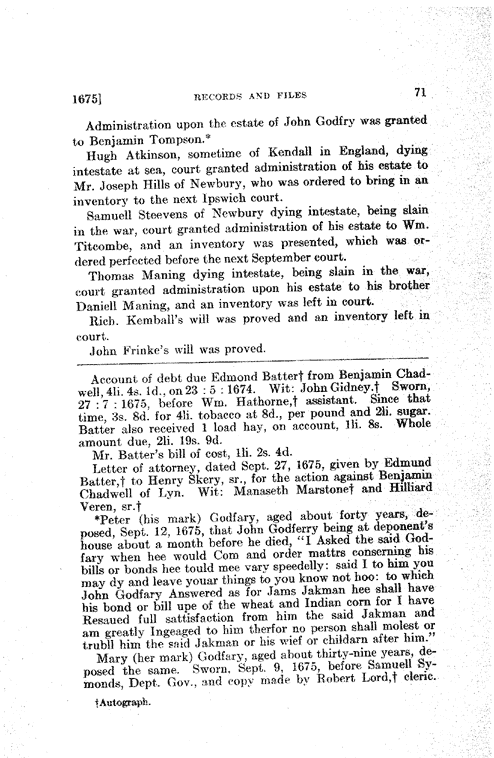 1675]
RECORDS AND FILES
71
Administration upon the estate of John Godfry was granted
to Benjamin Tompson.*
Hugh Atkinson, sometime of Kendall in England, dying
intestate at sea, court granted administration of his estate to
Mr. Joseph Hills of Newbury, who was ordered to bring in an
inventory to the next Ipswich court.
Samuell Steevens of Newbury dying intestate, being slain
in the war, court granted administration of his estate to Wm.
Titcombe, and an inventory was presented, which was or-
dered perfected before the next September court.
Thomas Maning dying intestate, being slain in the war,
court granted administration upon his estate to his brother
Daniell Maning, and an inventory was left in court.
Rich. Kemball's will was proved and an inventory left in
court.
John Frinke's will was proved.
Account of debt due Edmond Batter† from Benjamin Chad-
well, 4li. 4s. 1d., on 23 : 5 : 1674. Wit: John Gidney.† Sworn,
27 : 7 : 1675, before Wm. Hathorne,† assistant. Since that
time, 3s. 8d. for 4li. tobacco at 8d., per pound and 2li. sugar.
Batter also received 1 load hay, on account, 1li. 8s. Whole
amount due, 2li. 19s. 9d.
Mr. Batter's bill of cost, 1li. 2s. 4d.
Letter of attorney, dated Sept. 27, 1675, given by Edmund
Batter,† to Henry Skery, sr., for the action against Benjamin
Chadwell of Lyn. Wit: Manaseth Marstone† and Hilliard
Veren, sr.†
*Peter (his mark) Godfary, aged about forty years, de-
posed, Sept. 12, 1675, that John Godferry being at deponent's
house about a month before he died, "I Asked the said God-
fary when hee would Com and order mattrs conserning his
bills or bonds hee tould mee vary speedelly: said I to him you
may dy and leave youar things to you know not hoo: to which
John Godfary Answered as for Jams Jakman hee shall have
his bond or bill upe of the wheat and Indian corn for I have
Resaued full sattisfaction from him the said Jakman and
am greatly Ingeaged to him therfor no person shall molest or
trubll him the said Jakman or his wief or childarn after him."
Mary (her mark) Godfary, aged about thirty-nine years, de-
posed the same. Sworn, Sept. 9, 1675, before Samuell Sy-
monds, Dept. Gov., and copy made by Robert Lord,† cleric.
†Autograph.